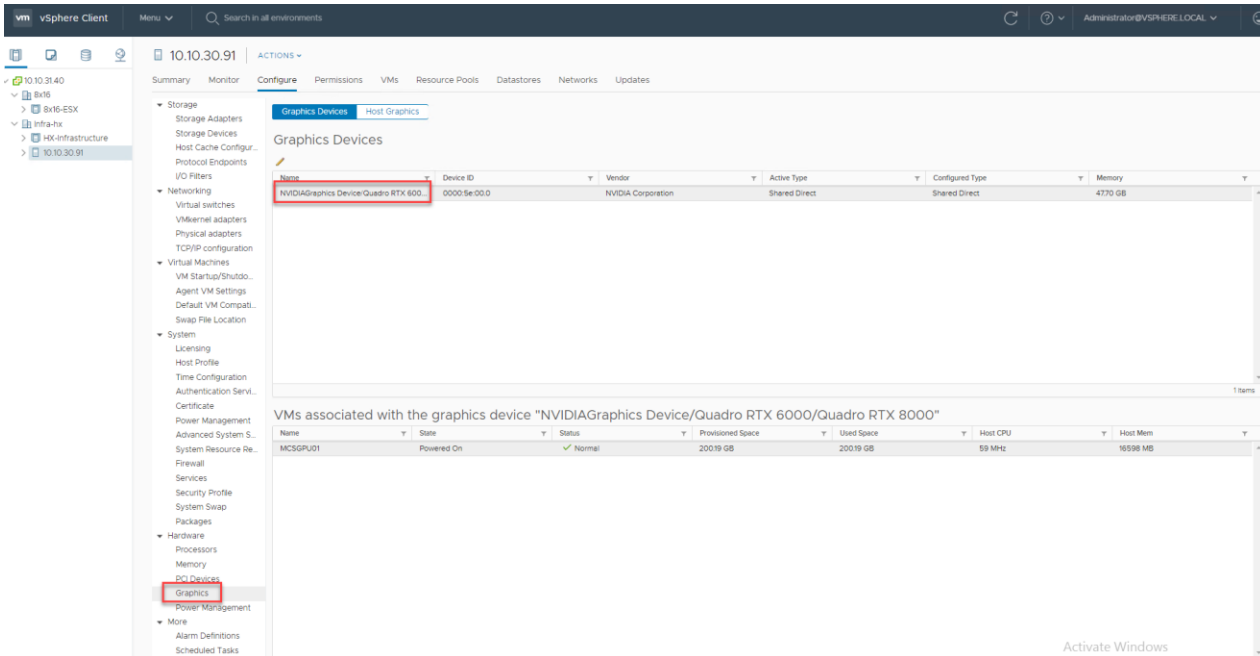 vm vSphere Client Menu Search in all environments Administrator@VSPHERE.LOCAL
10.10.31.40
8x16
8x16-ESX
Infra-hx
HX-Infrastructure
10.10.30.91
10.10.30.91 ACTIONS
Summary Monitor Configure Permissions VMs Resource Pools Datastores Networks Updates
Storage
Storage Adapters
Storage Devices
Host Cache Configur...
Protocol Endpoints
I/O Filters
Networking
Virtual switches
VMkernel adapters
Physical adapters
TCP/IP configuration
Virtual Machines
VM Startup/Shutdo...
Agent VM Settings
Default VM Compati...
Swap File Location
System
Licensing
Host Profile
Time Configuration
Authentication Servi...
Certificate
Power Management
Advanced System S...
System Resource Re...
Firewall
Services
Security Profile
System Swap
Packages
Hardware
Processors
Memory
PCI Devices
Graphics
Power Management
More
Alarm Definitions
Scheduled Tasks
Graphics Devices Host Graphics
Graphics Devices
Name Device ID Vendor Active Type Configured Type Memory
NVIDIAGraphics Device/Quadro RTX 600... 0000:5e:00.0 NVIDIA Corporation Shared Direct Shared Direct 47.70 GB
1 items
VMs associated with the graphics device "NVIDIAGraphics Device/Quadro RTX 6000/Quadro RTX 8000"
Name State Status Provisioned Space Used Space Host CPU Host Mem
MCSGPU01 Powered On Normal 200.19 GB 200.19 GB 59 MHz 16598 MB
Activate Windows